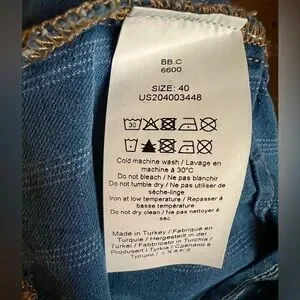 BB.C
6600
SIZE: 40
US204003448
30
Cold machine wash / Lavage en
machine à 30°C
Do not bleach / Ne pas blanchir
Do not tumble dry / Ne pas utiliser de
sèche-linge
Iron at low temperature / Repasser à
basse température
Do not dry clean / Ne pas nettoyer à
sec
Made in Turkey / Fabriqué en
Turquie / Hergestellt in der
Türkei / Fabbricato in Turchia /